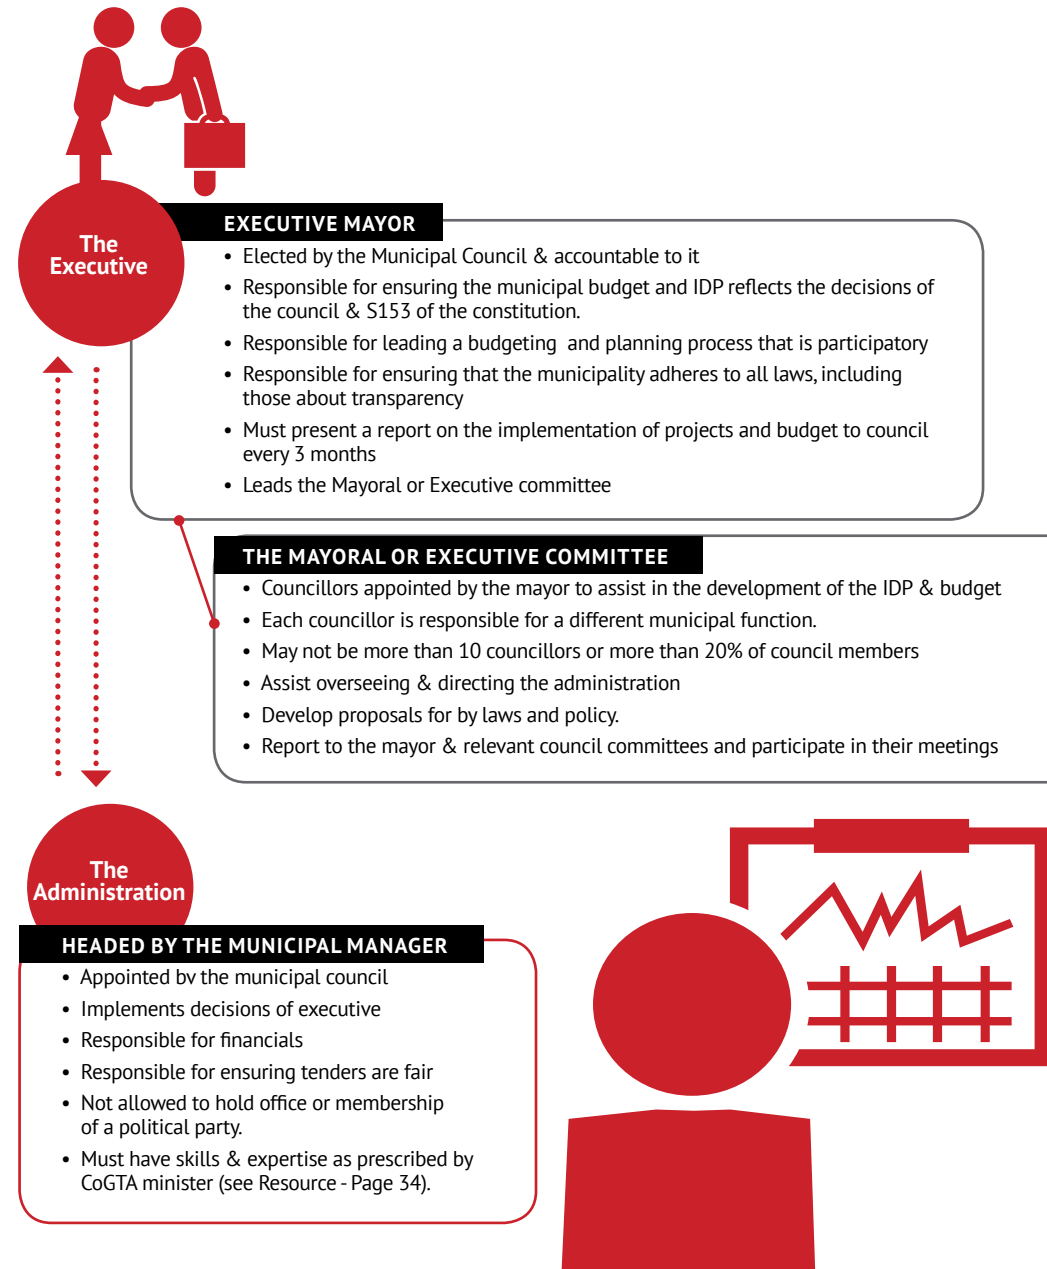 The
Executive
EXECUTIVE MAYOR
• Elected by the Municipal Council & accountable to it
• Responsible for ensuring the municipal budget and IDP reflects the decisions of
the council & S153 of the constitution.
• Responsible for leading a budgeting  and planning process that is participatory
• Responsible for ensuring that the municipality adheres to all laws, including
those about transparency
• Must present a report on the implementation of projects and budget to council
every 3 months
• Leads the Mayoral or Executive committee
THE MAYORAL OR EXECUTIVE COMMITTEE
• Councillors appointed by the mayor to assist in the development of the IDP & budget
• Each councillor is responsible for a different municipal function.
• May not be more than 10 councillors or more than 20% of council members
• Assist overseeing & directing the administration
• Develop proposals for by laws and policy.
• Report to the mayor & relevant council committees and participate in their meetings
The
Administration
HEADED BY THE MUNICIPAL MANAGER
• Appointed by the municipal council
• Implements decisions of executive
• Responsible for financials
• Responsible for ensuring tenders are fair
• Not allowed to hold office or membership
of a political party.
• Must have skills & expertise as prescribed by
CoGTA minister (see Resource - Page 34).